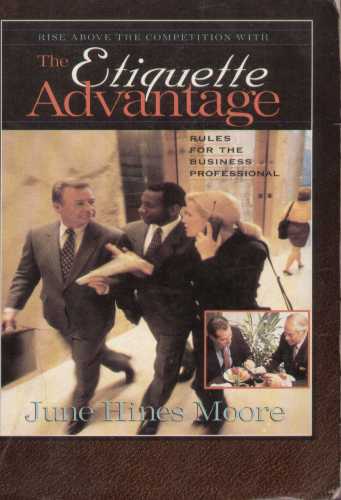 RISE ABOVE THE COMPETITION WITH
The Etiquette
Advantage
RULES
FOR THE
BUSINESS
PROFESSIONAL
June Hines Moore